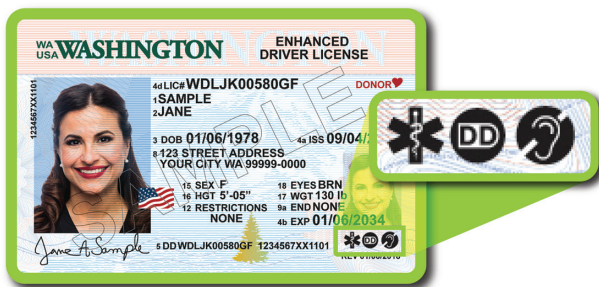 WA USA WASHINGTON
ENHANCED
DRIVER LICENSE
4d LIC# WDLJK00580GF DONOR
1 SAMPLE
2 JANE
1234567XX1101
3 DOB 01/06/1978 4a ISS 09/04/
8 123 STREET ADDRESS
YOUR CITY WA 99999-0000
15 SEX F 18 EYES BRN
16 HGT 5'-05" 17 WGT 130 lb
12 RESTRICTIONS 9a END NONE
NONE 4b EXP 01/06/2034
Jane A Sample
5 DD WDLJK00580GF 1234567XX1101
DD
SAMPLE
DD